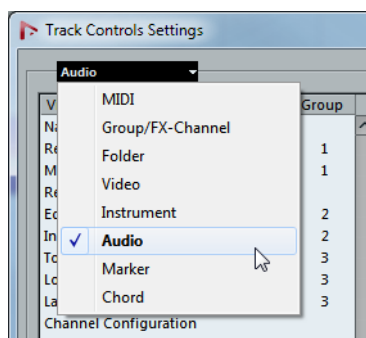 Track Controls Settings
Audio
MIDI
Group
Group/FX-Channel
Folder
1
1
Video
Instrument
2
Audio
2
3
Marker
3
Chord
3
Channel Configuration